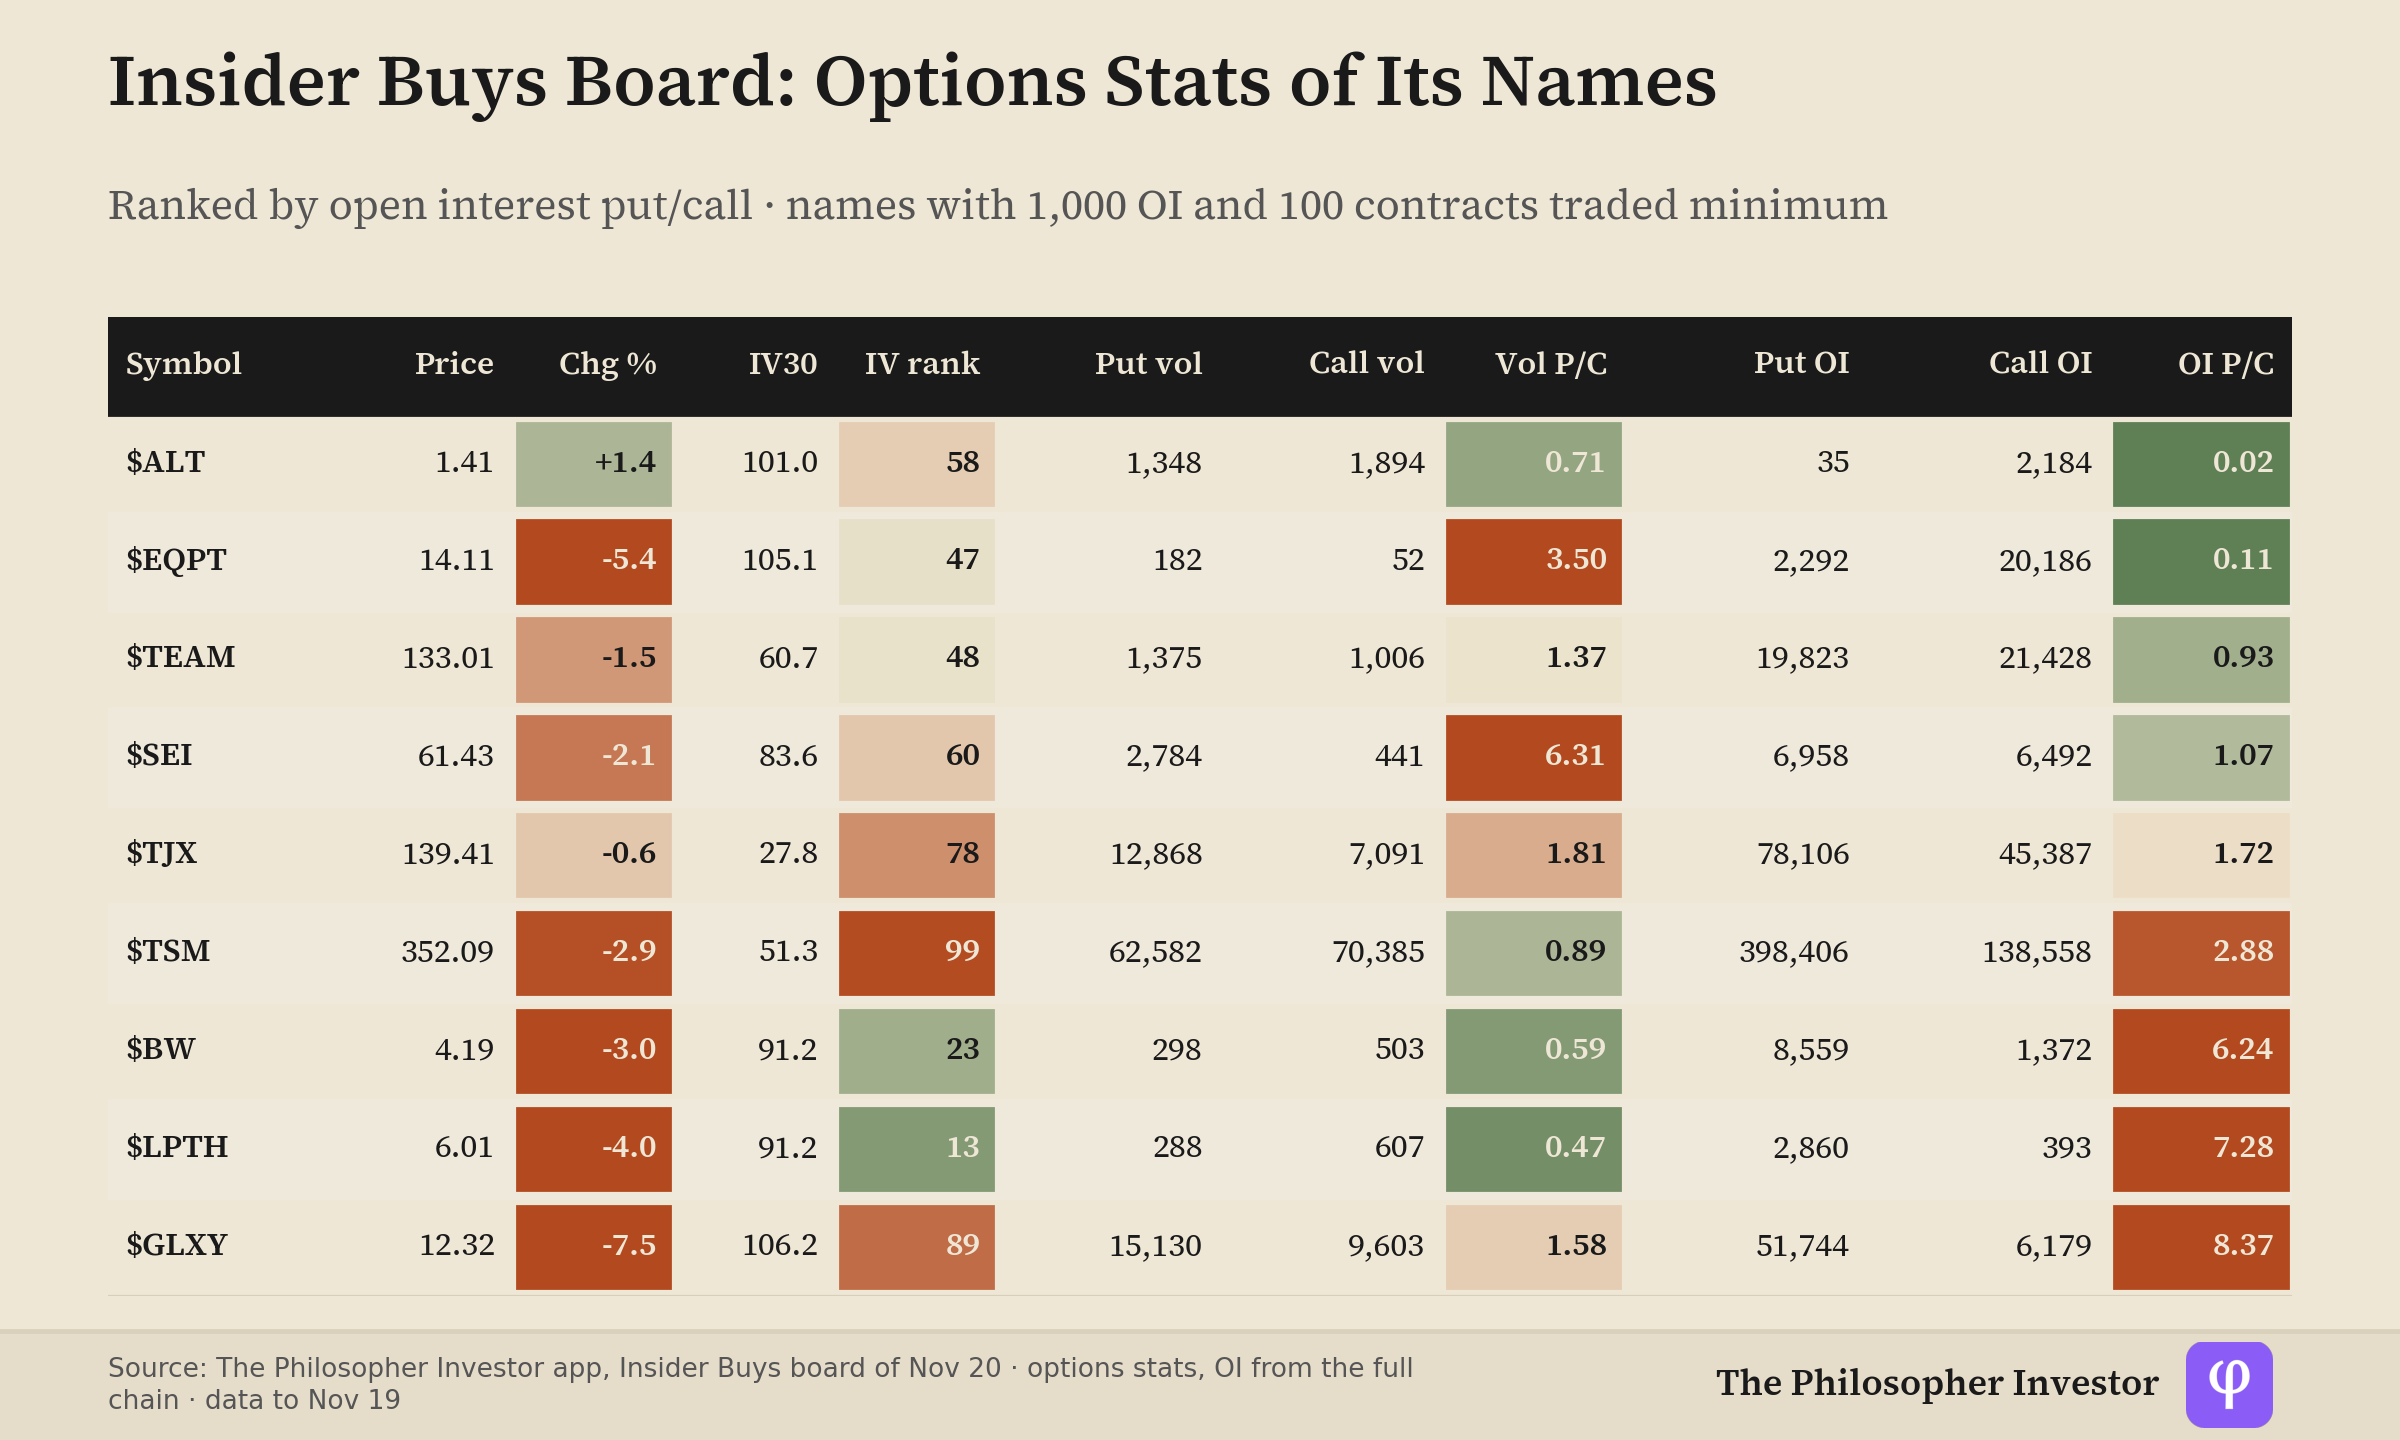 Insider Buys Board: Options Stats of Its Names
Ranked by open interest put/call · names with 1,000 OI and 100 contracts traded minimum
Symbol Price Chg % IV30 IV rank Put vol Call vol Vol P/C Put OI Call OI OI P/C
$ALT 1.41 +1.4 101.0 58 1,348 1,894 0.71 35 2,184 0.02
$EQPT 14.11 -5.4 105.1 47 182 52 3.50 2,292 20,186 0.11
$TEAM 133.01 -1.5 60.7 48 1,375 1,006 1.37 19,823 21,428 0.93
$SEI 61.43 -2.1 83.6 60 2,784 441 6.31 6,958 6,492 1.07
$TJX 139.41 -0.6 27.8 78 12,868 7,091 1.81 78,106 45,387 1.72
$TSM 352.09 -2.9 51.3 99 62,582 70,385 0.89 398,406 138,558 2.88
$BW 4.19 -3.0 91.2 23 298 503 0.59 8,559 1,372 6.24
$LPTH 6.01 -4.0 91.2 13 288 607 0.47 2,860 393 7.28
$GLXY 12.32 -7.5 106.2 89 15,130 9,603 1.58 51,744 6,179 8.37
Source: The Philosopher Investor app, Insider Buys board of Nov 20 · options stats, OI from the full
chain · data to Nov 19
The Philosopher Investor φ